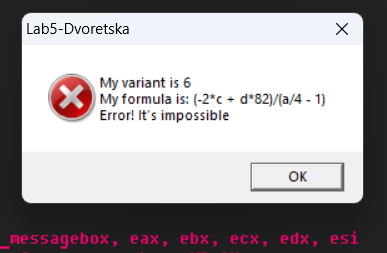 Lab5-Dvoretska
My variant is 6
My formula is: (-2*c + d*82)/(a/4 - 1)
Error! It's impossible
OK
_messagebox, eax, ebx, ecx, edx, esi